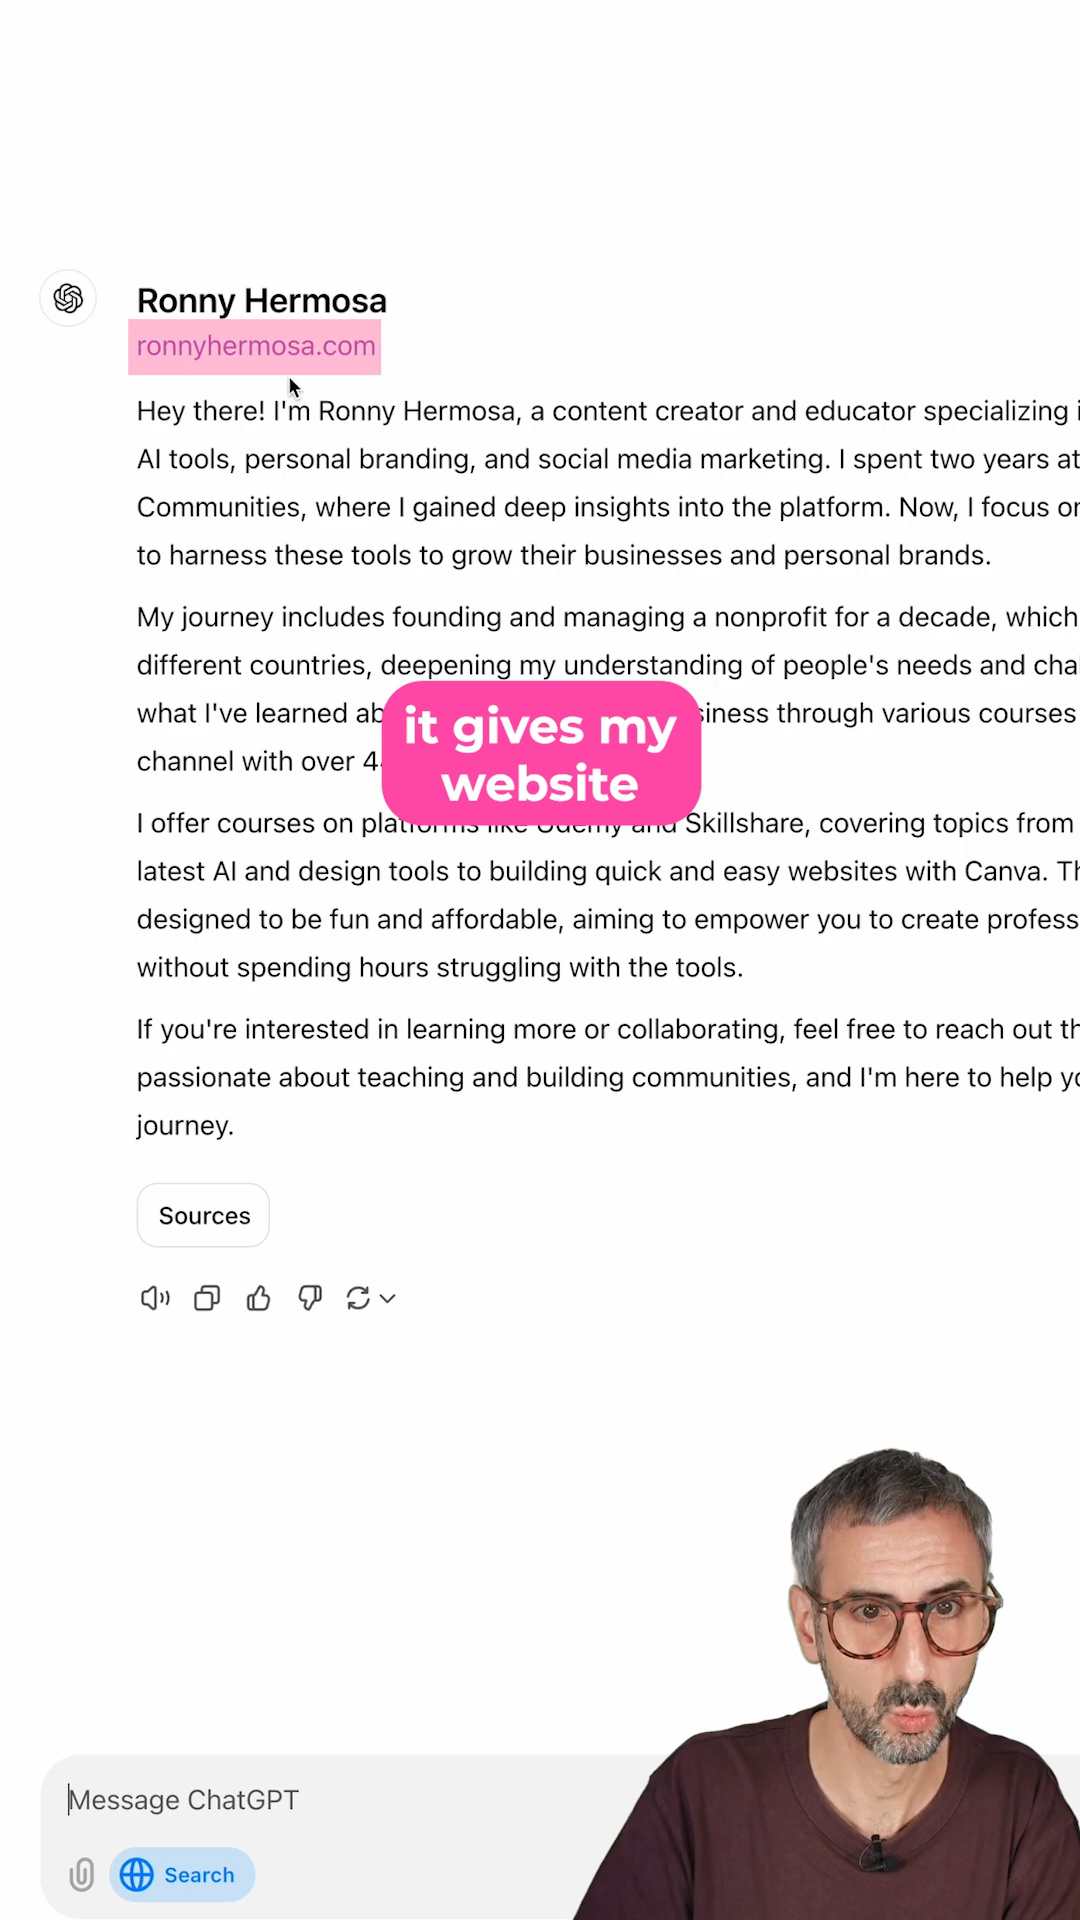 Ronny Hermosa
ronnyhermosa.com
Hey there! I'm Ronny Hermosa, a content creator and educator specializing
AI tools, personal branding, and social media marketing. I spent two years at
Communities, where I gained deep insights into the platform. Now, I focus
to harness these tools to grow their businesses and personal brands.
My journey includes founding and managing a nonprofit for a decade, which
different countries, deepening my understanding of people's needs and
what I've learned through various courses
channel with over
it gives my
website
I offer courses on platforms like Udemy and Skillshare, covering topics from
latest AI and design tools to building quick and easy websites with Canva.
designed to be fun and affordable, aiming to empower you to create
without spending hours struggling with the tools.
If you're interested in learning more or collaborating, feel free to reach out
passionate about teaching and building communities, and I'm here to help
journey.
Sources
Message ChatGPT
Search